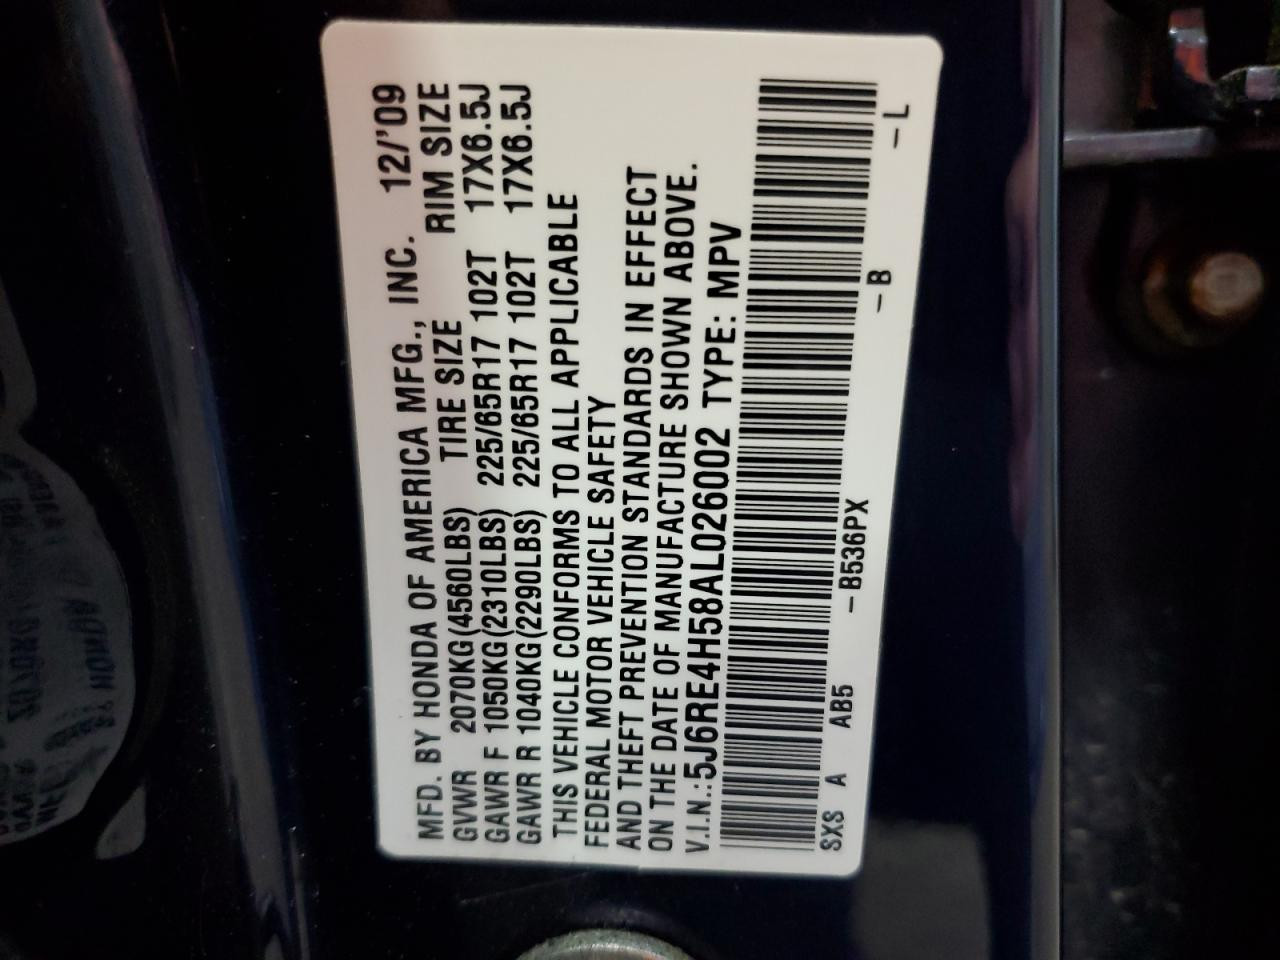 MFD. BY HONDA OF AMERICA MFG., INC. 12/'09
GVWR 2070KG(4560LBS) TIRE SIZE RIM SIZE
GAWR F 1050KG(2310LBS) 225/65R17 102T 17X6.5J
GAWR R 1040KG(2290LBS) 225/65R17 102T 17X6.5J
THIS VEHICLE CONFORMS TO ALL APPLICABLE
FEDERAL MOTOR VEHICLE SAFETY
AND THEFT PREVENTION STANDARDS IN EFFECT
ON THE DATE OF MANUFACTURE SHOWN ABOVE.
V.I.N.:5J6RE4H58AL026002 TYPE: MPV
SXS A AB5 –B536PX –B –L